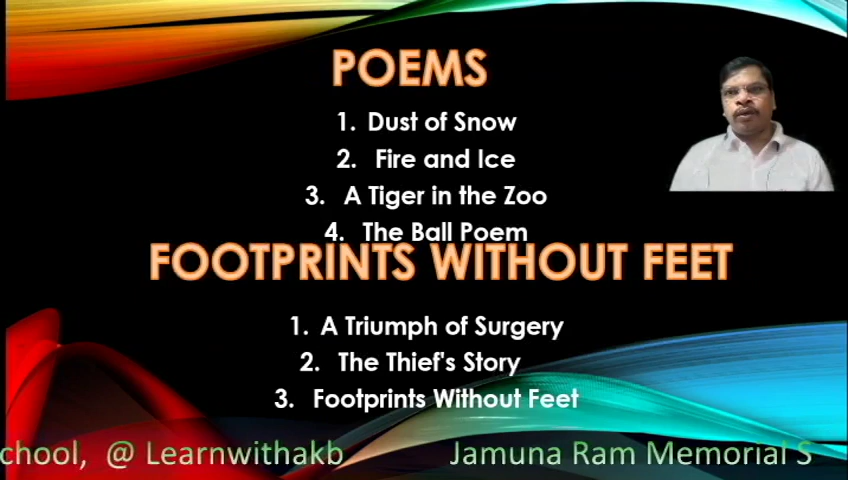 POEMS
1. Dust of Snow
2. Fire and Ice
3. A Tiger in the Zoo
4. The Ball Poem
FOOTPRINTS WITHOUT FEET
1. A Triumph of Surgery
2. The Thief's Story
3. Footprints Without Feet
chool, @ Learnwithakb Jamuna Ram Memorial S